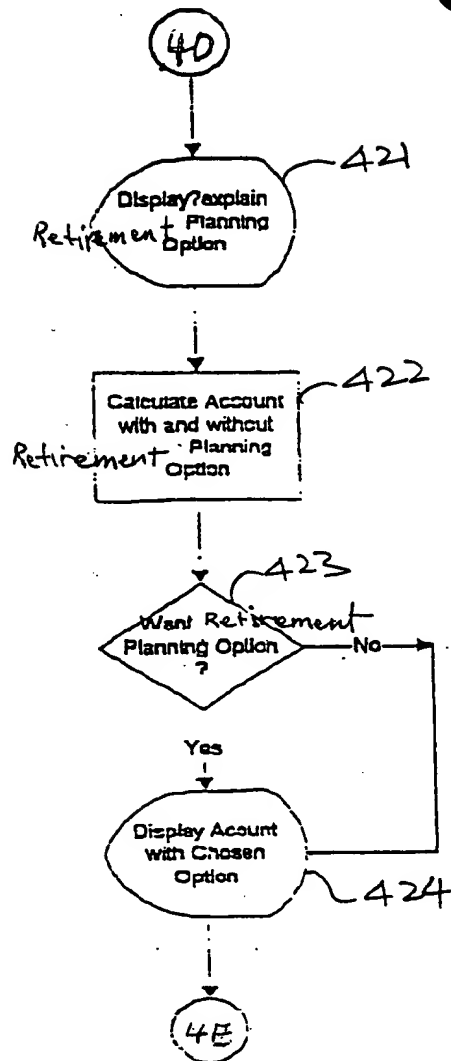 4D
421
Display?explain
Retirement Planning
Option
422
Calculate Account
with and without
Retirement Planning
Option
423
Want Retirement
Planning Option
?
No
Yes
Display Acount
with Chosen
Option
424
4E